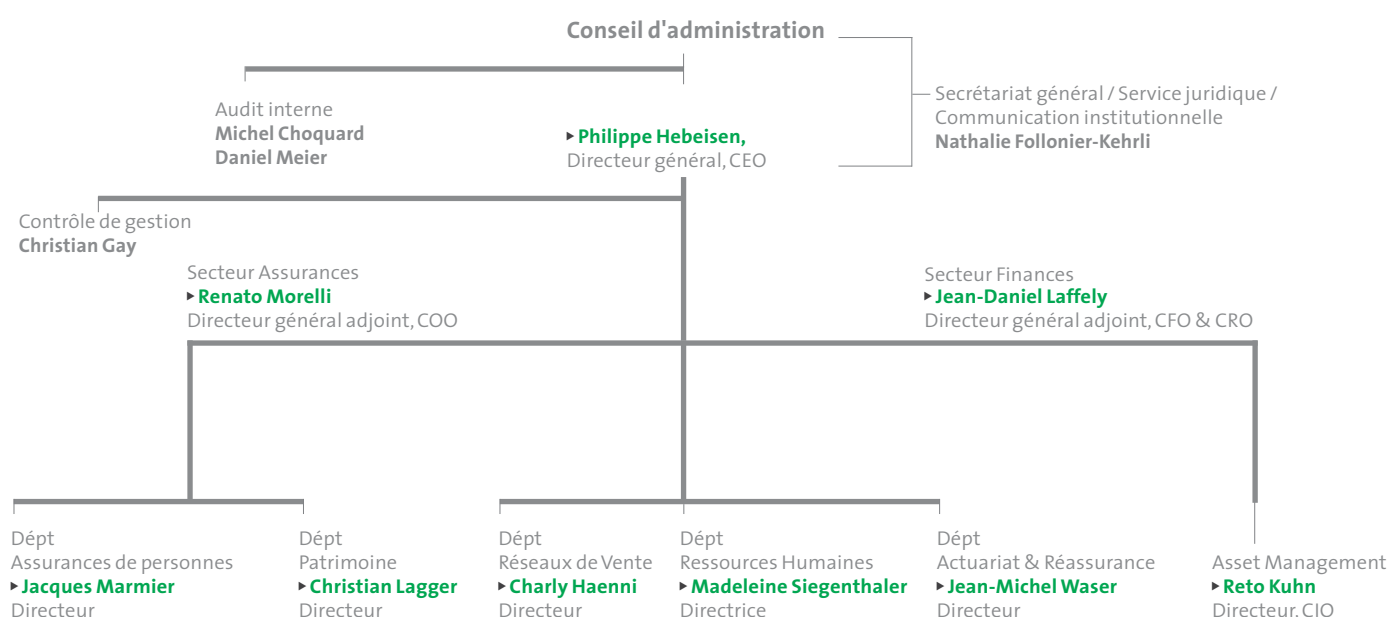 Conseil d'administration
Audit interne
Michel Choquard
Daniel Meier
▸ Philippe Hebeisen,
Directeur général, CEO
Secrétariat général / Service juridique /
Communication institutionnelle
Nathalie Follonier-Kehrli
Contrôle de gestion
Christian Gay
Secteur Assurances
▸ Renato Morelli
Directeur général adjoint, COO
Secteur Finances
▸ Jean-Daniel Laffely
Directeur général adjoint, CFO & CRO
Dépt
Assurances de personnes
▸ Jacques Marmier
Directeur
Dépt
Patrimoine
▸ Christian Lagger
Directeur
Dépt
Réseaux de Vente
▸ Charly Haenni
Directeur
Dépt
Ressources Humaines
▸ Madeleine Siegenthaler
Directrice
Dépt
Actuariat & Réassurance
▸ Jean-Michel Waser
Directeur
Asset Management
▸ Reto Kuhn
Directeur, CIO